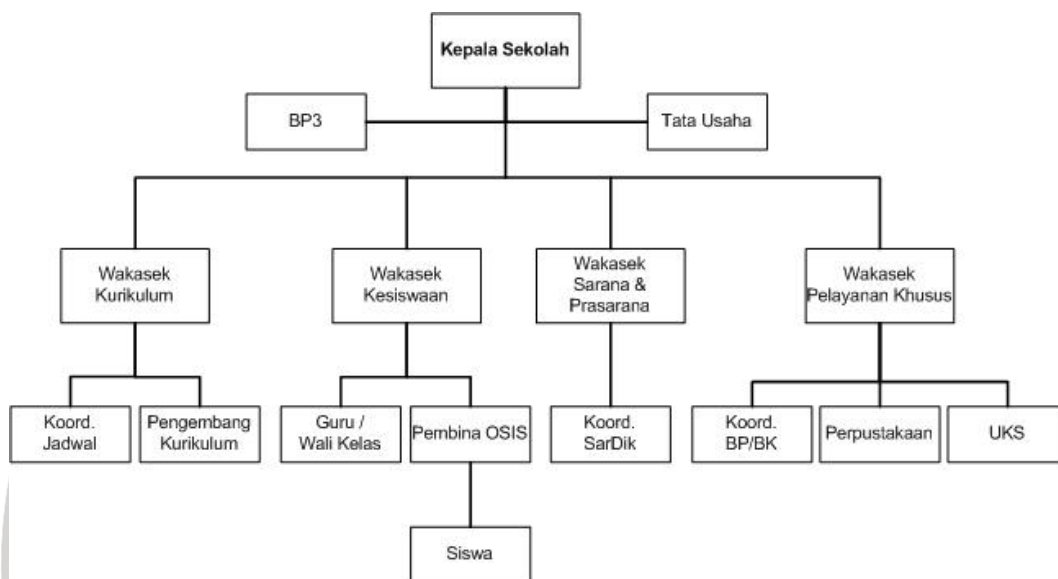 Kepala Sekolah
BP3
Tata Usaha
Wakasek
Kurikulum
Wakasek
Kesiswaan
Wakasek
Sarana &
Prasarana
Wakasek
Pelayanan Khusus
Koord.
Jadwal
Pengembang
Kurikulum
Guru /
Wali Kelas
Pembina OSIS
Koord.
SarDik
Koord.
BP/BK
Perpustakaan
UKS
Siswa